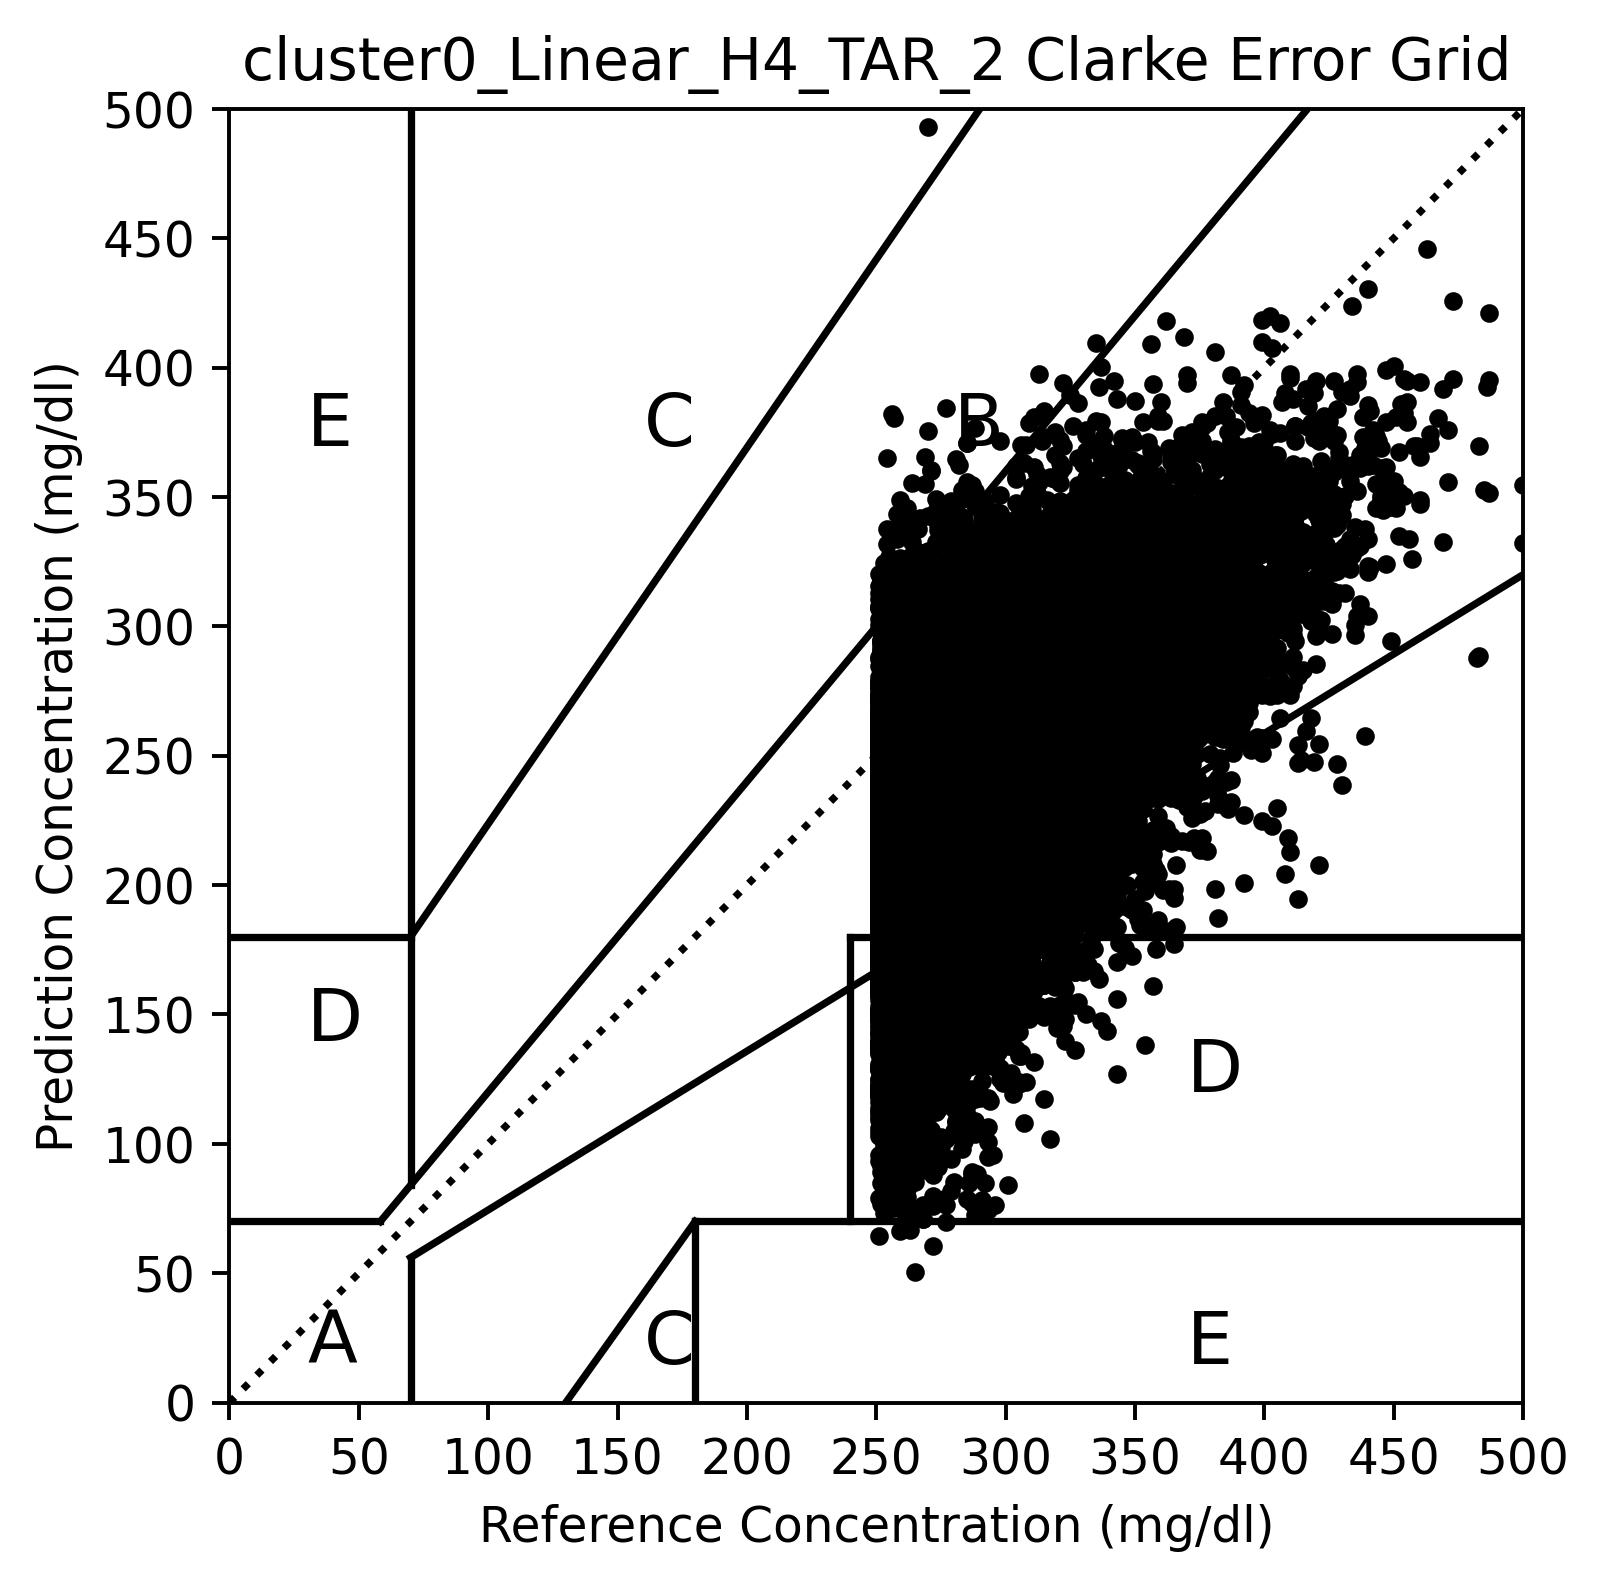 cluster0_Linear_H4_TAR_2 Clarke Error Grid
500
450
400
350
300
250
200
150
100
50
0
Prediction Concentration (mg/dl)
E
C
B
D
D
A
C
E
0 50 100 150 200 250 300 350 400 450 500
Reference Concentration (mg/dl)